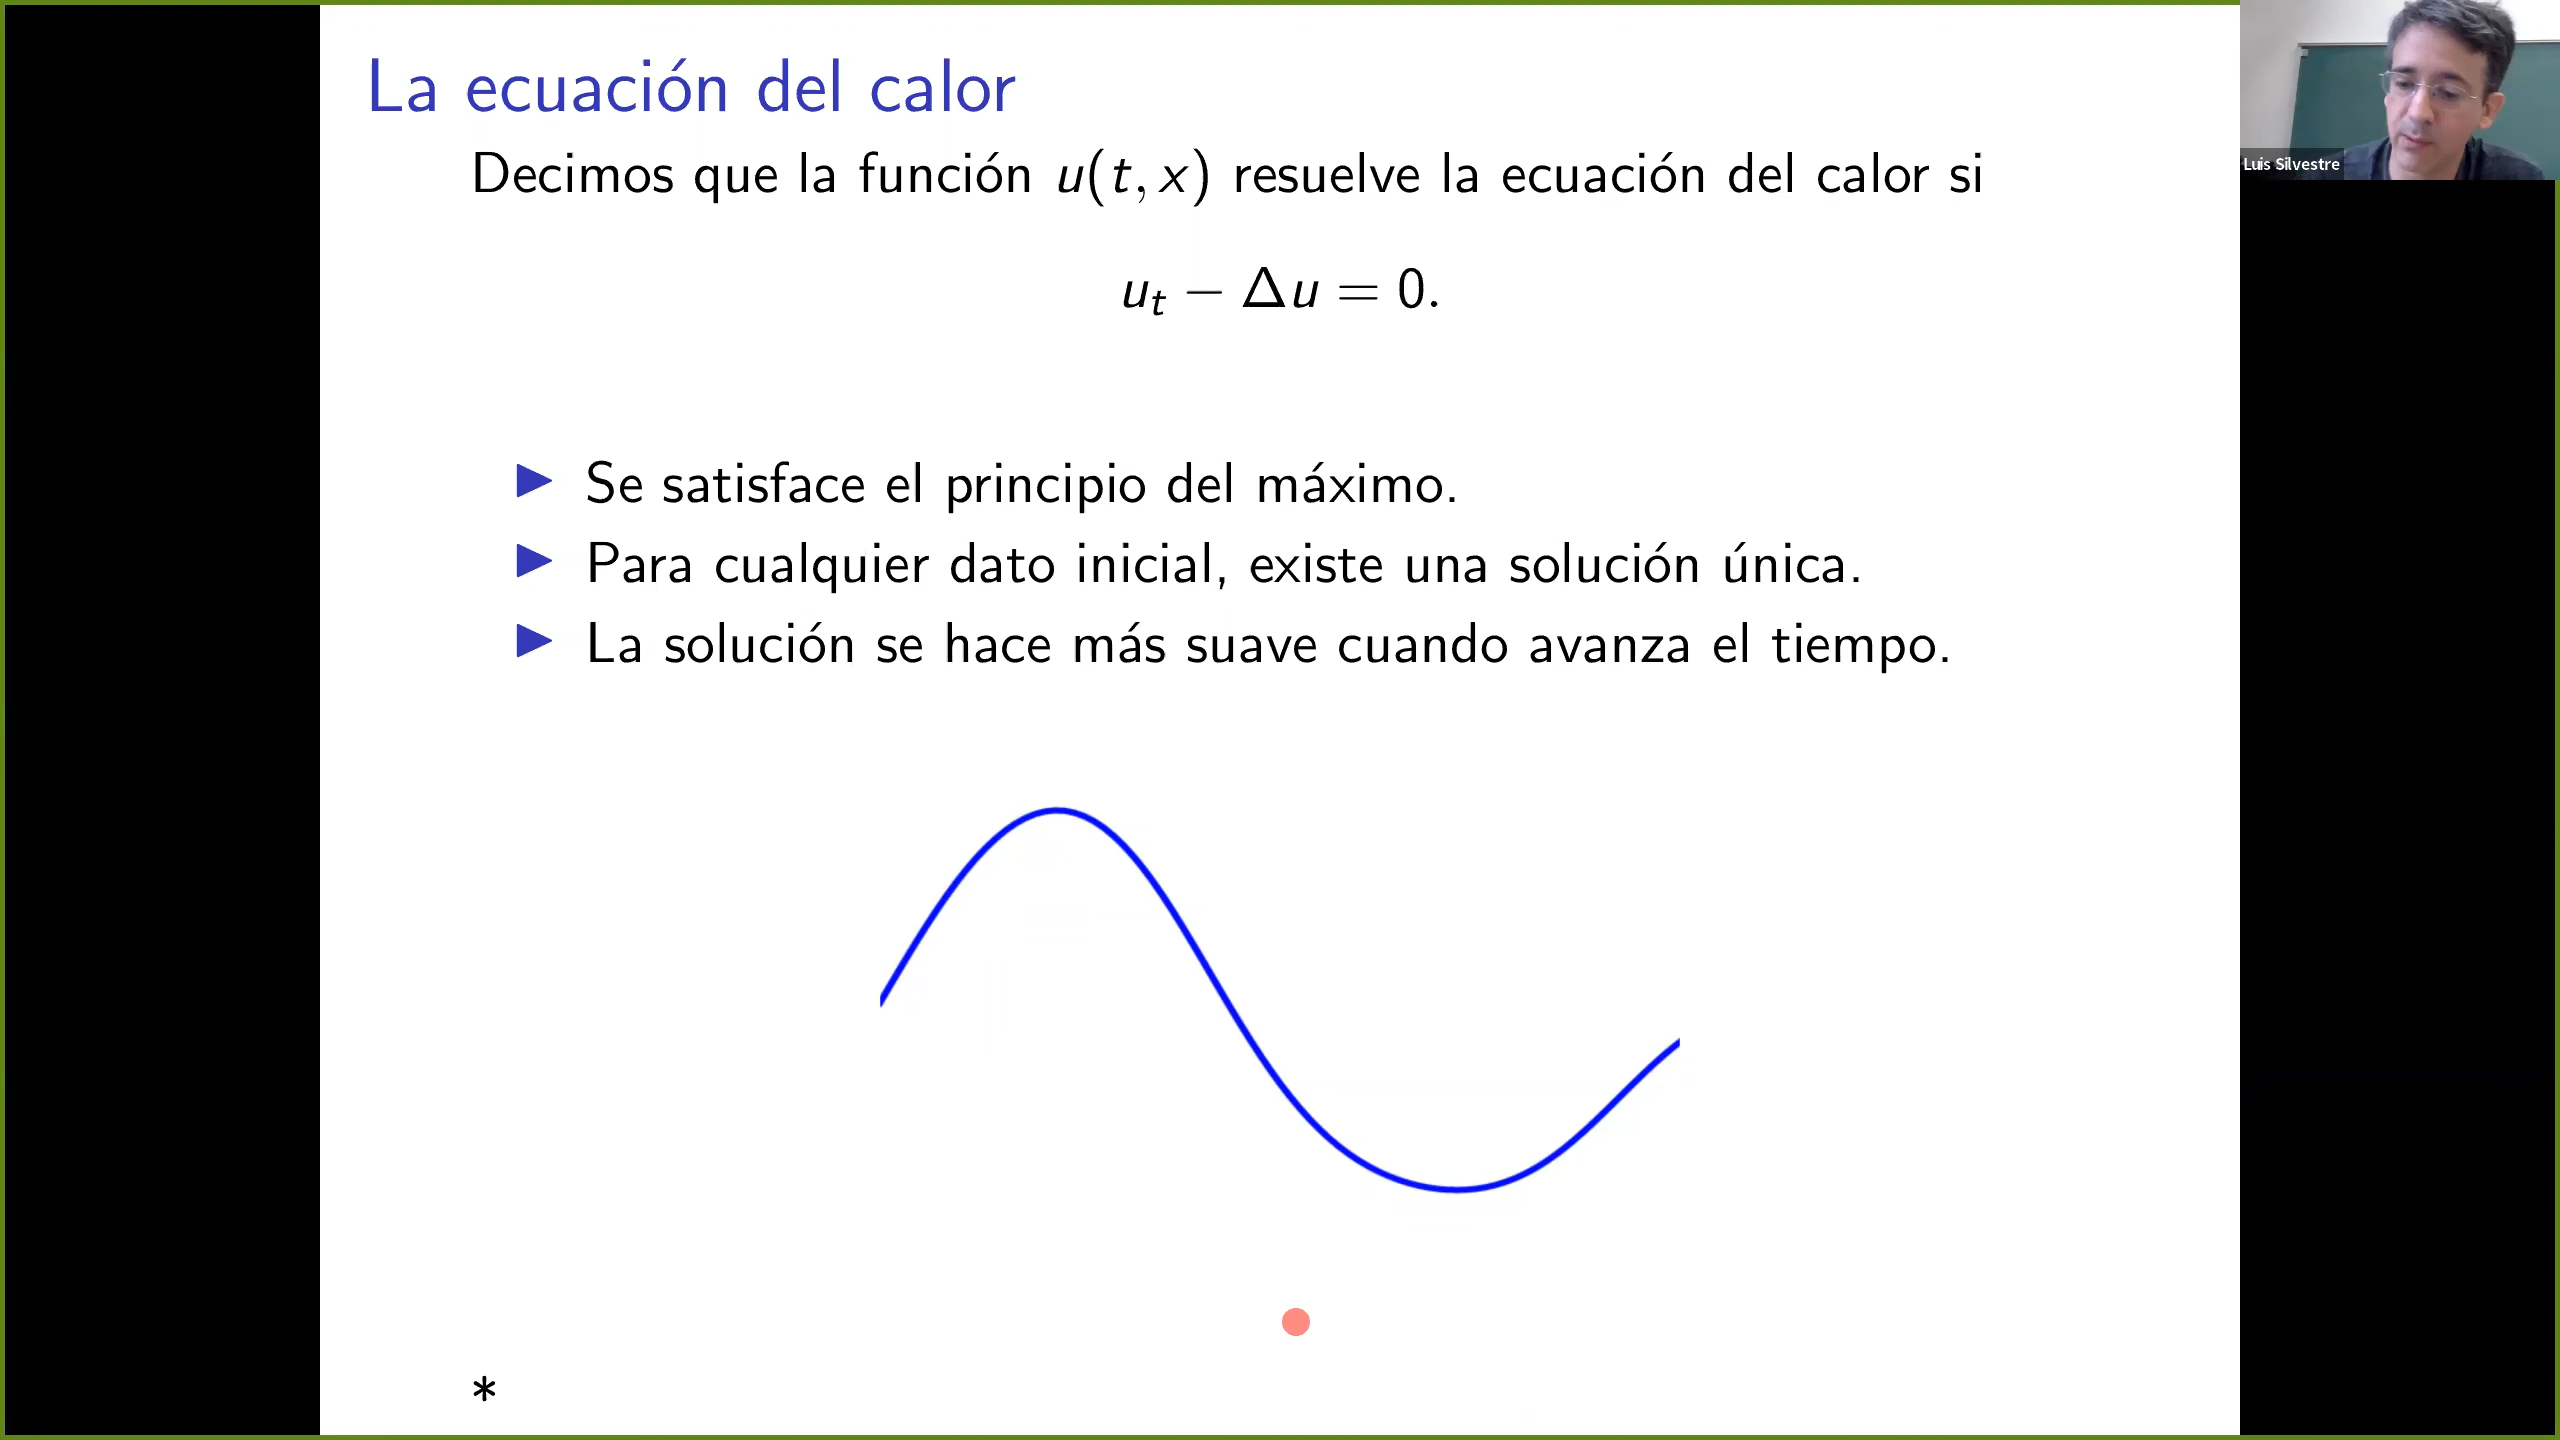 La ecuación del calor
Decimos que la función u(t, x) resuelve la ecuación del calor si
u_t − Δu = 0.
▶ Se satisface el principio del máximo.
▶ Para cualquier dato inicial, existe una solución única.
▶ La solución se hace más suave cuando avanza el tiempo.
*
Luis Silvestre